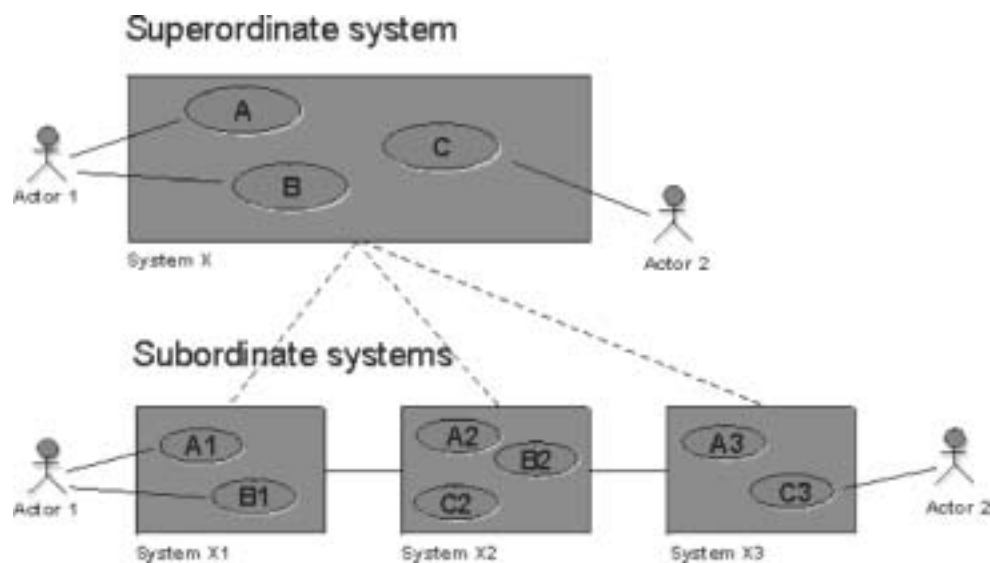 Superordinate system
A
C
B
Actor 1
System X
Actor 2
Subordinate systems
A1
A2
A3
B2
B1
C2
C3
Actor 1
Actor 2
System X1
System X2
System X3